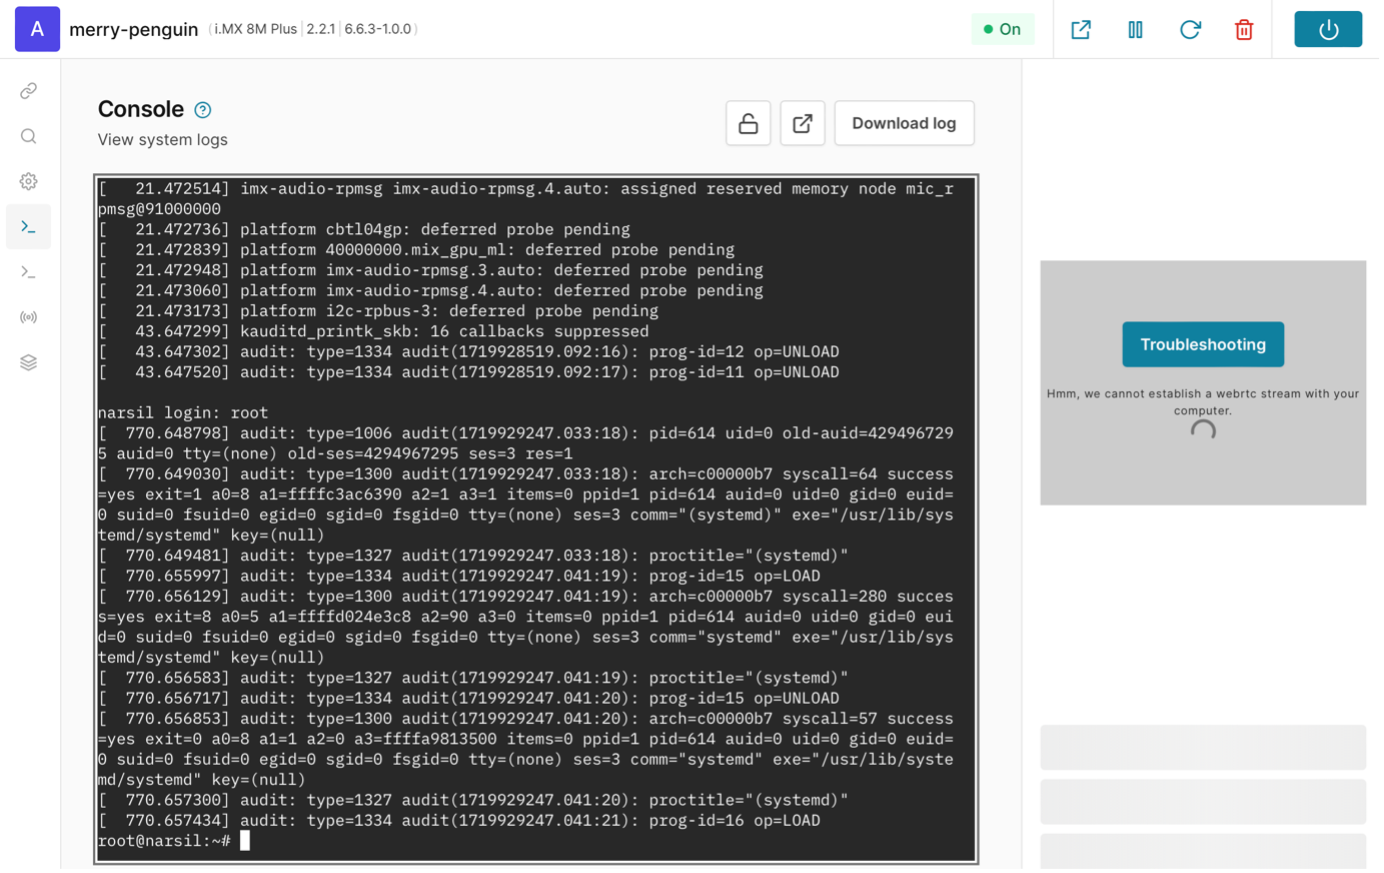 A merry-penguin (i.MX 8M Plus | 2.2.1 | 6.6.3-1.0.0) On
Console
View system logs
Download log
[   21.472514] imx-audio-rpmsg imx-audio-rpmsg.4.auto: assigned reserved memory node mic_r
pmsg@91000000
[   21.472736] platform cbtl04gp: deferred probe pending
[   21.472839] platform 40000000.mix_gpu_ml: deferred probe pending
[   21.472948] platform imx-audio-rpmsg.3.auto: deferred probe pending
[   21.473060] platform imx-audio-rpmsg.4.auto: deferred probe pending
[   21.473173] platform i2c-rpbus-3: deferred probe pending
[   43.647299] kauditd_printk_skb: 16 callbacks suppressed
[   43.647302] audit: type=1334 audit(1719928519.092:16): prog-id=12 op=UNLOAD
[   43.647520] audit: type=1334 audit(1719928519.092:17): prog-id=11 op=UNLOAD
narsil login: root
[  770.648798] audit: type=1006 audit(1719929247.033:18): pid=614 uid=0 old-auid=429496729
5 auid=0 tty=(none) old-ses=4294967295 ses=3 res=1
[  770.649030] audit: type=1300 audit(1719929247.033:18): arch=c00000b7 syscall=64 success
=yes exit=1 a0=8 a1=ffffc3ac6390 a2=1 a3=1 items=0 ppid=1 pid=614 auid=0 uid=0 gid=0 euid=
0 suid=0 fsuid=0 egid=0 sgid=0 fsgid=0 tty=(none) ses=3 comm="(systemd)" exe="/usr/lib/sys
temd/systemd" key=(null)
[  770.649481] audit: type=1327 audit(1719929247.033:18): proctitle="(systemd)"
[  770.655997] audit: type=1334 audit(1719929247.041:19): prog-id=15 op=LOAD
[  770.656129] audit: type=1300 audit(1719929247.041:19): arch=c00000b7 syscall=280 succes
s=yes exit=8 a0=5 a1=ffffd024e3c8 a2=90 a3=0 items=0 ppid=1 pid=614 auid=0 uid=0 gid=0 eui
d=0 suid=0 fsuid=0 egid=0 sgid=0 fsgid=0 tty=(none) ses=3 comm="systemd" exe="/usr/lib/sys
temd/systemd" key=(null)
[  770.656583] audit: type=1327 audit(1719929247.041:19): proctitle="(systemd)"
[  770.656717] audit: type=1334 audit(1719929247.041:20): prog-id=15 op=UNLOAD
[  770.656853] audit: type=1300 audit(1719929247.041:20): arch=c00000b7 syscall=57 success
=yes exit=0 a0=8 a1=1 a2=0 a3=ffffa9813500 items=0 ppid=1 pid=614 auid=0 uid=0 gid=0 euid=
0 suid=0 fsuid=0 egid=0 sgid=0 fsgid=0 tty=(none) ses=3 comm="systemd" exe="/usr/lib/syste
md/systemd" key=(null)
[  770.657300] audit: type=1327 audit(1719929247.041:20): proctitle="(systemd)"
[  770.657434] audit: type=1334 audit(1719929247.041:21): prog-id=16 op=LOAD
root@narsil:~#
Troubleshooting
Hmm, we cannot establish a webrtc stream with your
computer.